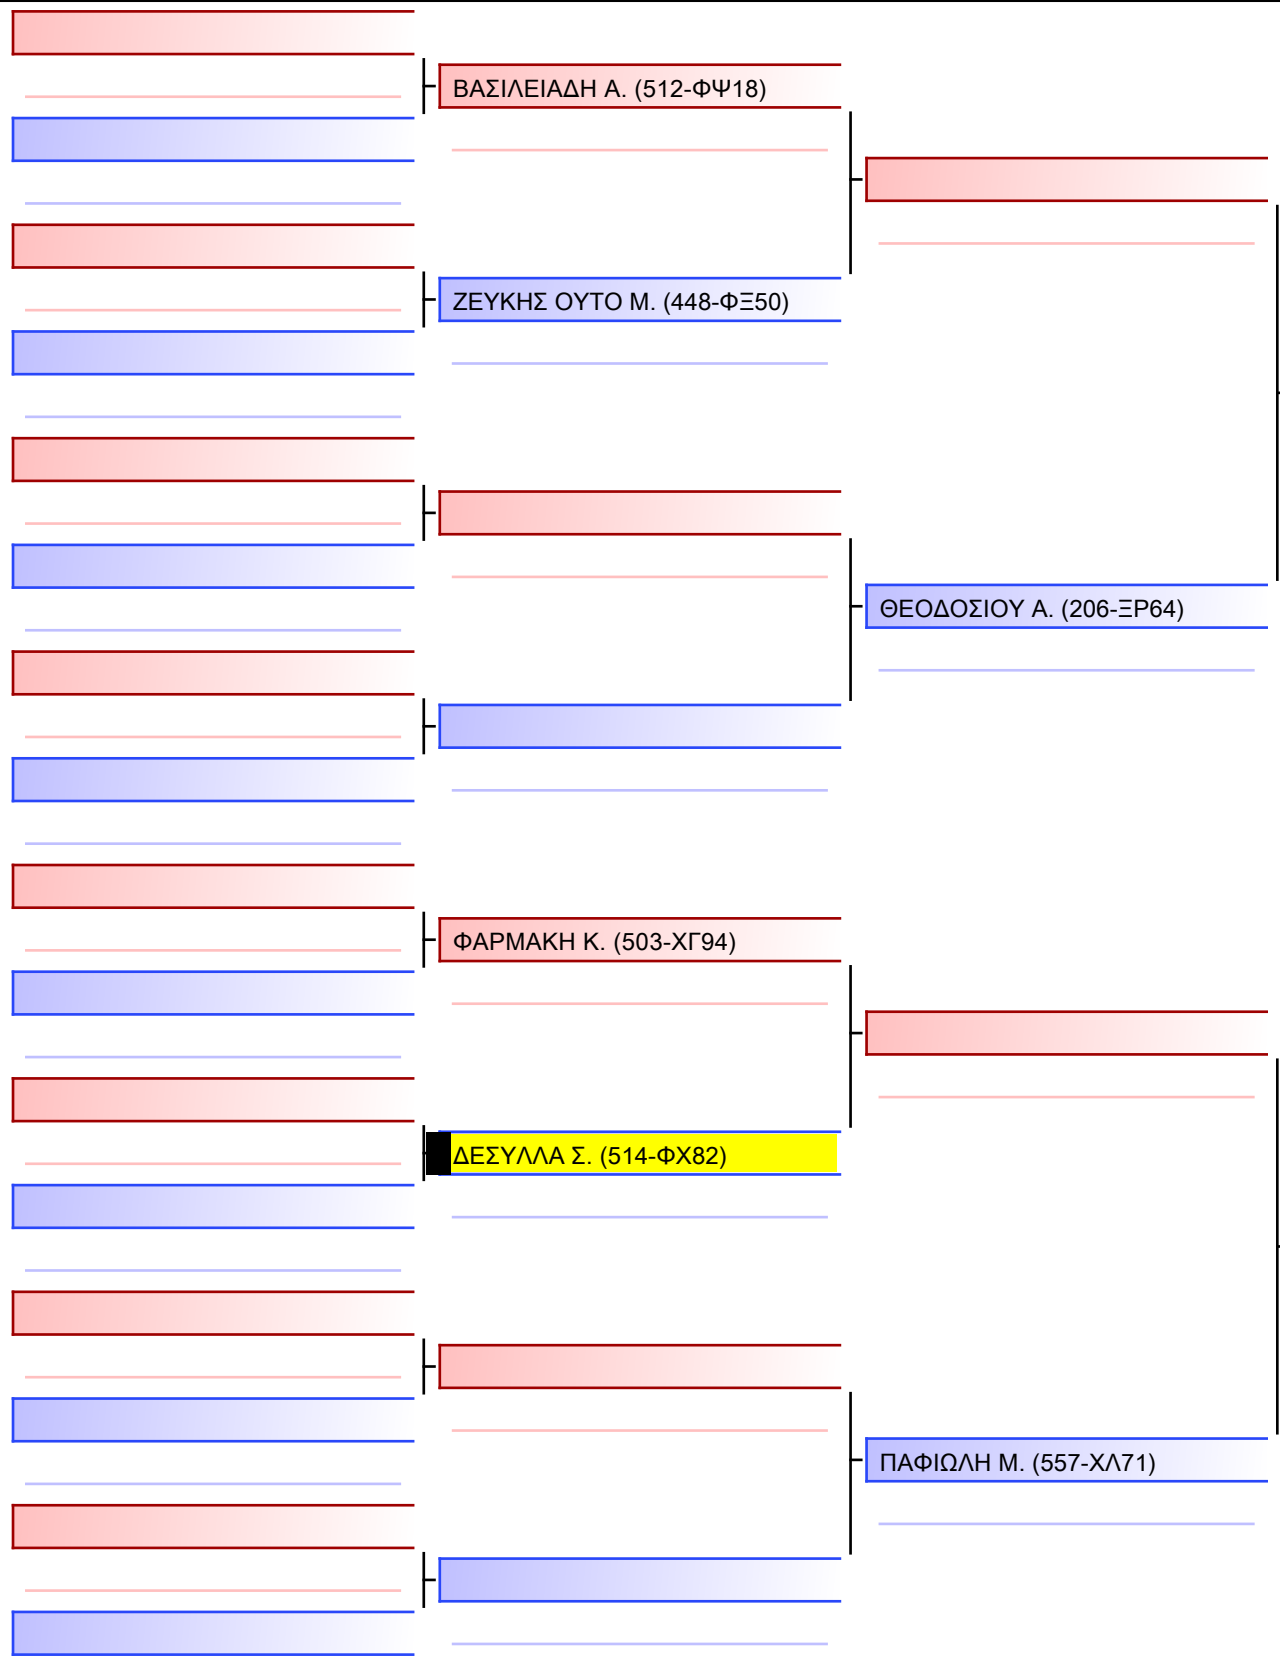 ΒΑΣΙΛΕΙΑΔΗ Α. (512-ΦΨ18)
ΖΕΥΚΗΣ ΟΥΤΟ Μ. (448-ΦΞ50)
ΘΕΟΔΟΣΙΟΥ Α. (206-ΞΡ64)
ΦΑΡΜΑΚΗ Κ. (503-ΧΓ94)
ΔΕΣΥΛΛΑ Σ. (514-ΦΧ82)
ΠΑΦΙΩΛΗ Μ. (557-ΧΛ71)